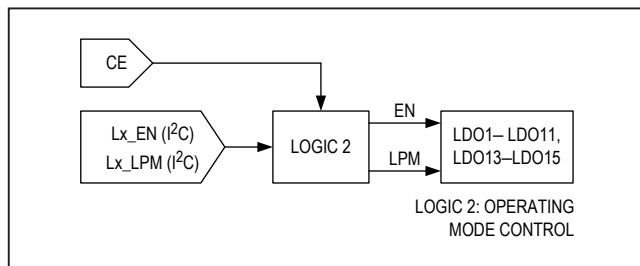 CE
Lx_EN (I²C)
Lx_LPM (I²C)
LOGIC 2
EN
LPM
LDO1– LDO11,
LDO13–LDO15
LOGIC 2: OPERATING
MODE CONTROL